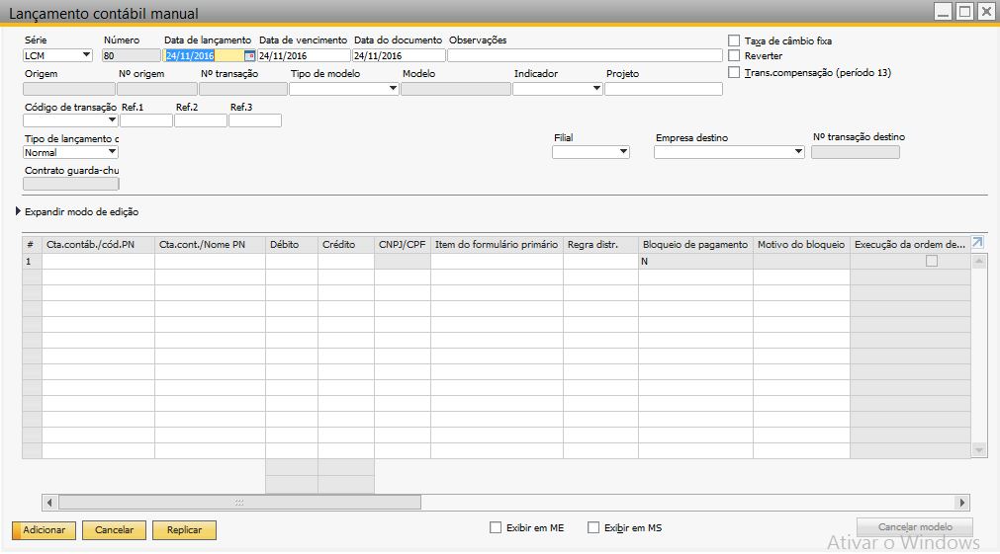 Lançamento contábil manual
Série Número Data de lançamento Data de vencimento Data do documento Observações
LCM 80 24/11/2016 24/11/2016 24/11/2016
Taxa de câmbio fixa
Reverter
Trans.compensação (período 13)
Origem Nº origem Nº transação Tipo de modelo Modelo Indicador Projeto
Código de transação Ref.1 Ref.2 Ref.3
Tipo de lançamento c Filial Empresa destino Nº transação destino
Normal
Contrato guarda-chu
Expandir modo de edição
# Cta.contáb./cód.PN Cta.cont./Nome PN Débito Crédito CNPJ/CPF Item do formulário primário Regra distr. Bloqueio de pagamento Motivo do bloqueio Execução da ordem de...
1 N
Adicionar Cancelar Replicar Exibir em ME Exibir em MS Cancelar modelo
Ativar o Windows